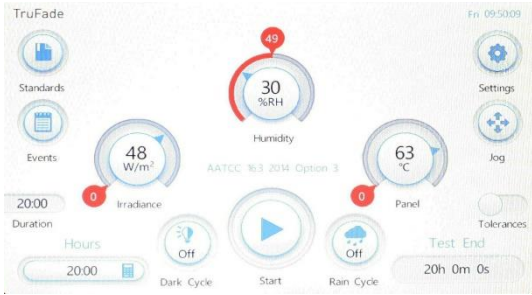 TruFade
Fri 09:50:09
49
Standards
30
%RH
Settings
Humidity
Events
48
W/m²
63
°C
Jog
AATCC 163 2014 Option 3
0
Irradiance
0
Panel
20:00
Duration
Tolerances
Hours
20:00
Off
Dark Cycle
Start
Off
Rain Cycle
Test End
20h 0m 0s